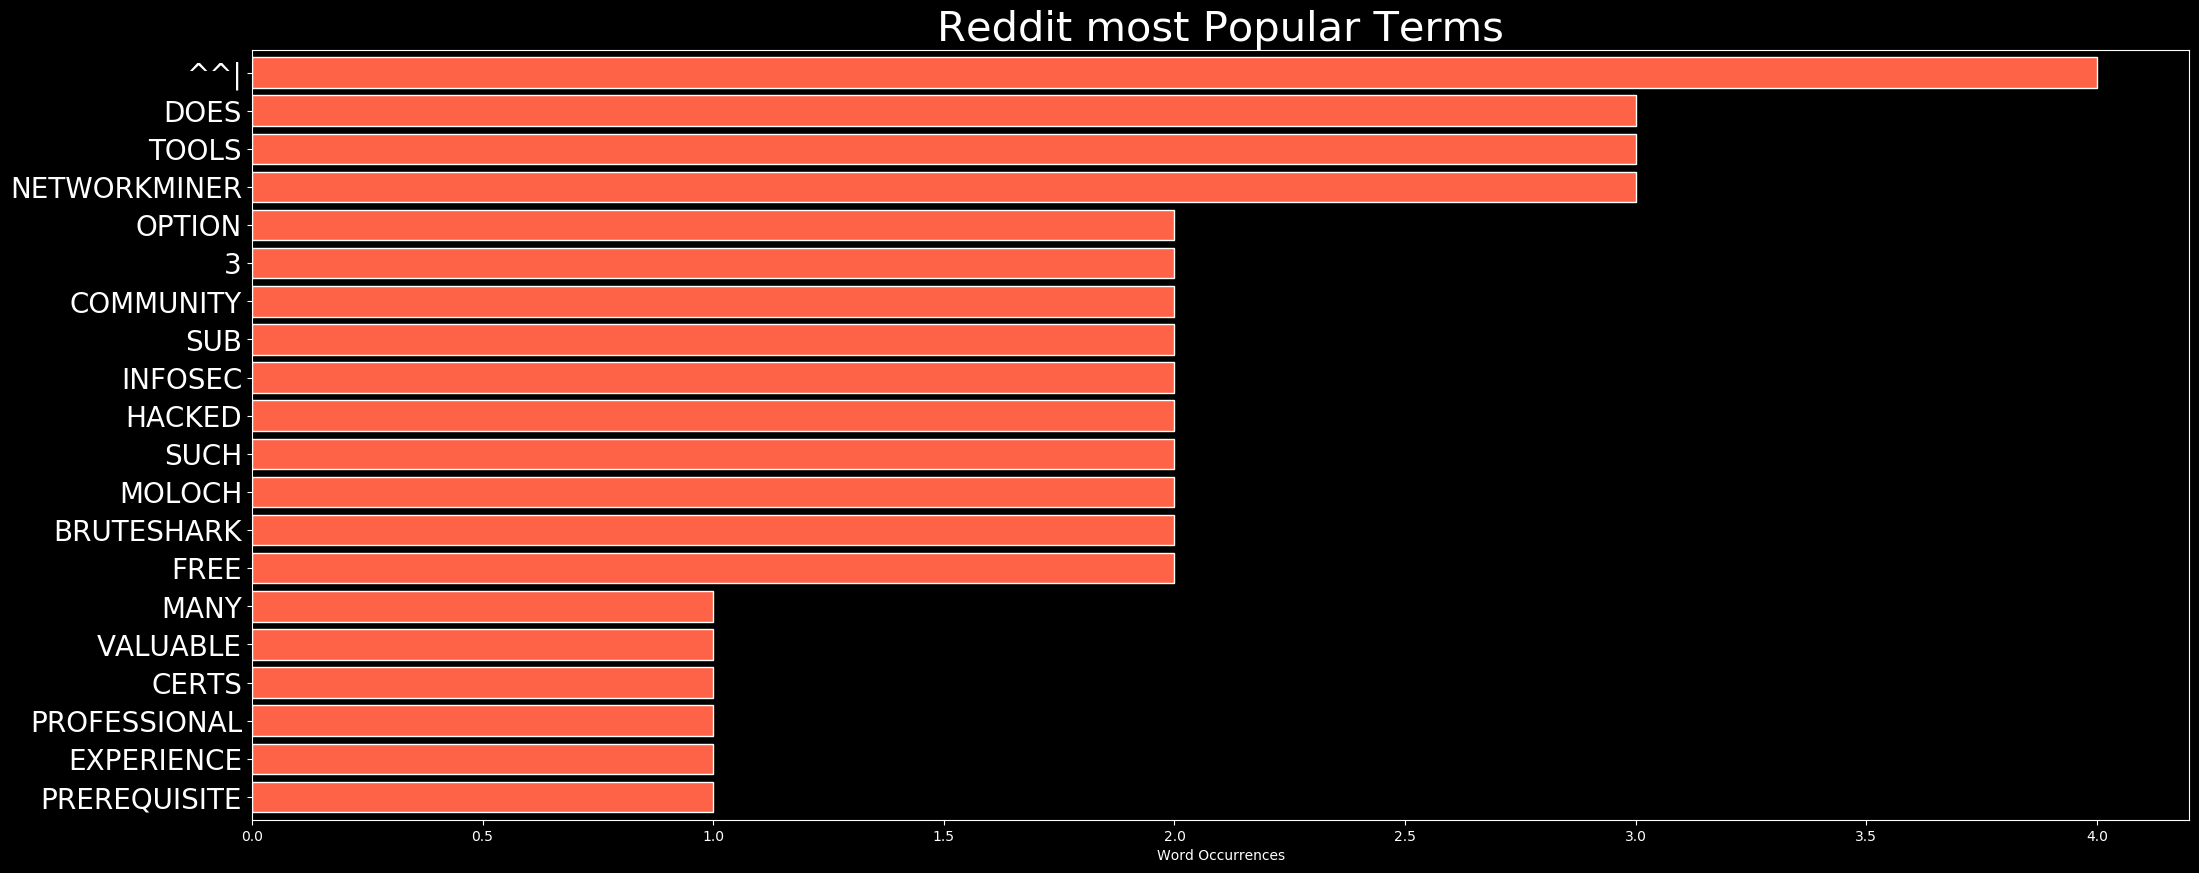 Reddit most Popular Terms
^^|
DOES
TOOLS
NETWORKMINER
OPTION
3
COMMUNITY
SUB
INFOSEC
HACKED
SUCH
MOLOCH
BRUTESHARK
FREE
MANY
VALUABLE
CERTS
PROFESSIONAL
EXPERIENCE
PREREQUISITE
0.0 0.5 1.0 1.5 2.0 2.5 3.0 3.5 4.0
Word Occurrences